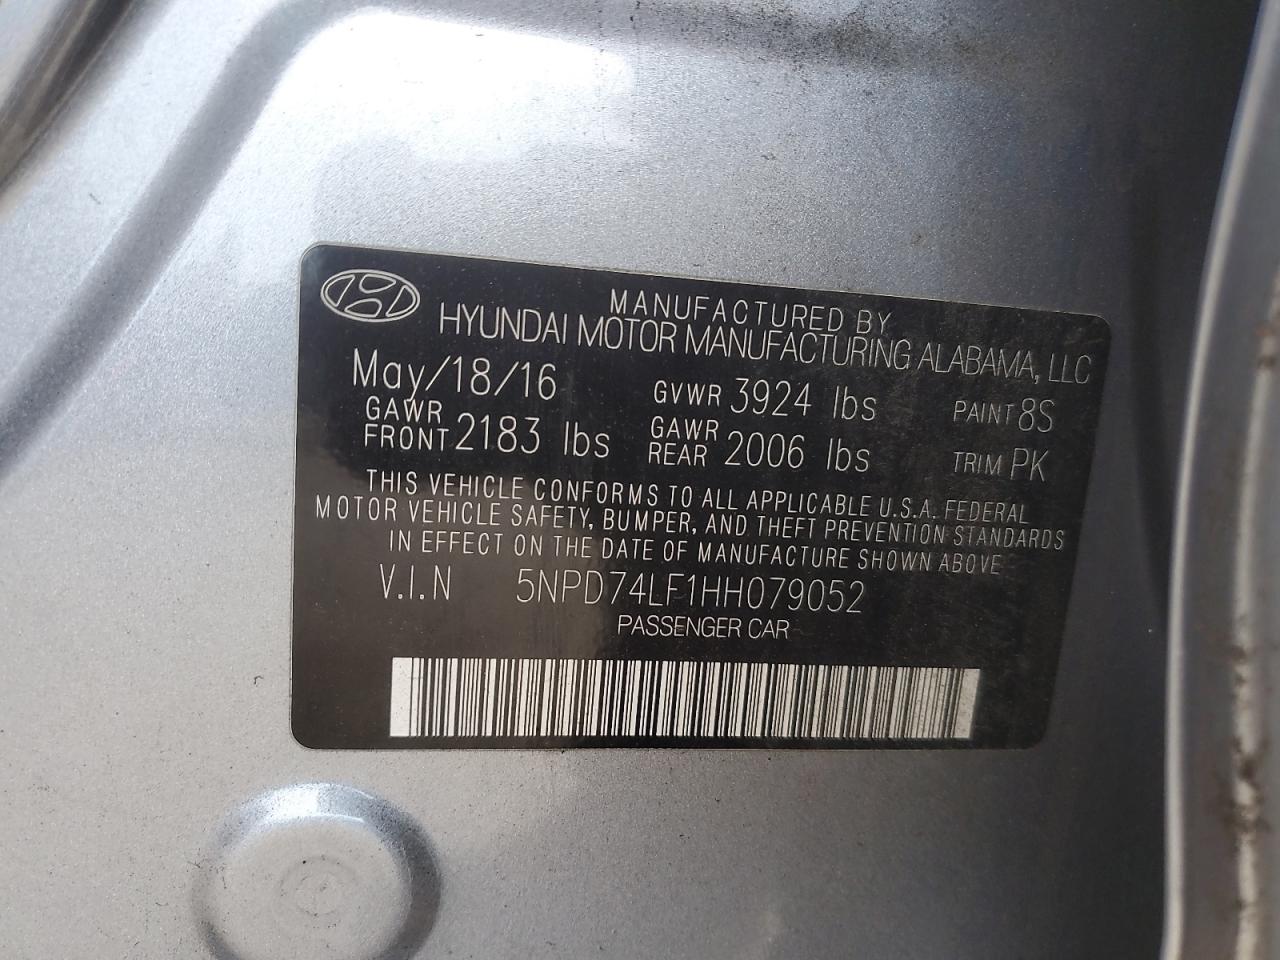 MANUFACTURED BY
HYUNDAI MOTOR MANUFACTURING ALABAMA, LLC
May/18/16 GVWR 3924 lbs PAINT 8S
GAWR FRONT 2183 lbs GAWR REAR 2006 lbs TRIM PK
THIS VEHICLE CONFORMS TO ALL APPLICABLE U.S.A. FEDERAL
MOTOR VEHICLE SAFETY, BUMPER, AND THEFT PREVENTION STANDARDS
IN EFFECT ON THE DATE OF MANUFACTURE SHOWN ABOVE
V.I.N 5NPD74LF1HH079052
PASSENGER CAR